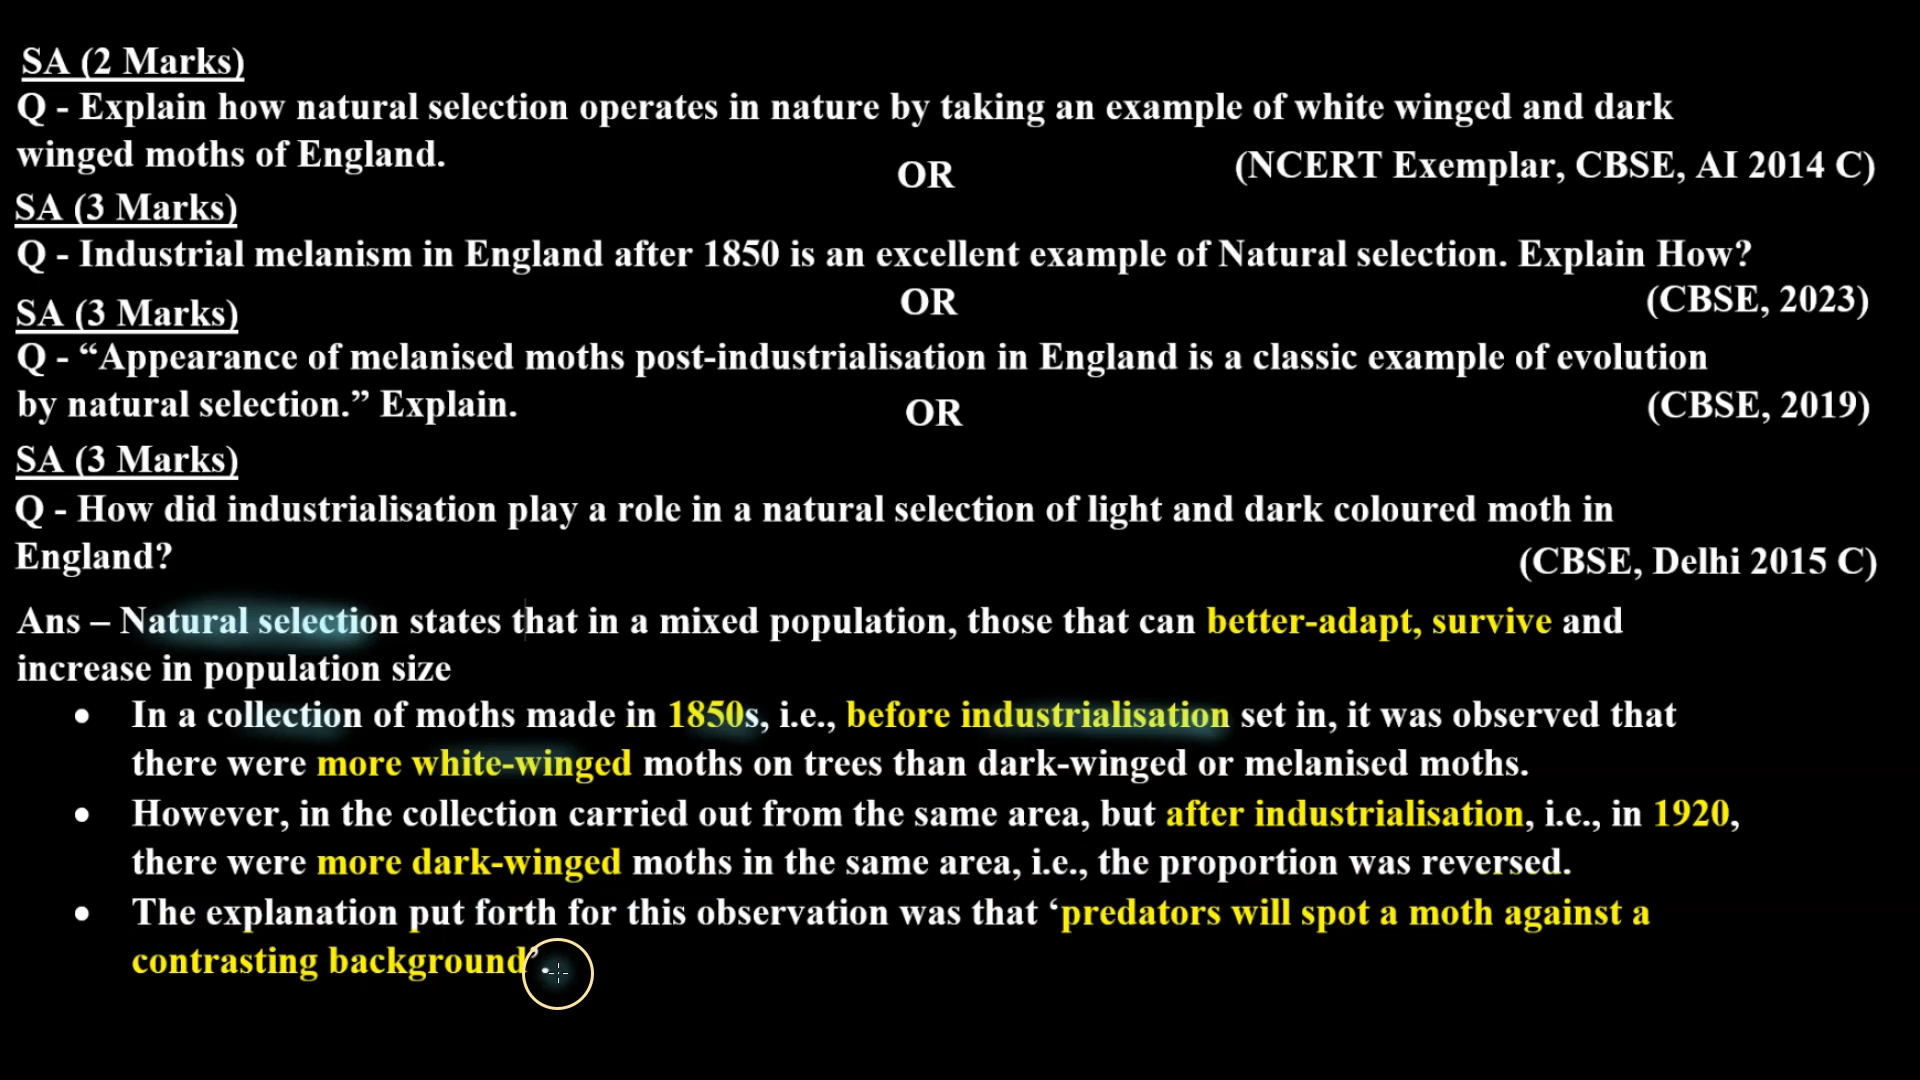 SA (2 Marks)
Q - Explain how natural selection operates in nature by taking an example of white winged and dark
winged moths of England.
OR
(NCERT Exemplar, CBSE, AI 2014 C)
SA (3 Marks)
Q - Industrial melanism in England after 1850 is an excellent example of Natural selection. Explain How?
OR
(CBSE, 2023)
SA (3 Marks)
Q - “Appearance of melanised moths post-industrialisation in England is a classic example of evolution
by natural selection.” Explain.
OR
(CBSE, 2019)
SA (3 Marks)
Q - How did industrialisation play a role in a natural selection of light and dark coloured moth in
England?
(CBSE, Delhi 2015 C)
Ans – Natural selection states that in a mixed population, those that can better-adapt, survive and
increase in population size
• In a collection of moths made in 1850s, i.e., before industrialisation set in, it was observed that
there were more white-winged moths on trees than dark-winged or melanised moths.
• However, in the collection carried out from the same area, but after industrialisation, i.e., in 1920,
there were more dark-winged moths in the same area, i.e., the proportion was reversed.
• The explanation put forth for this observation was that ‘predators will spot a moth against a
contrasting background’.